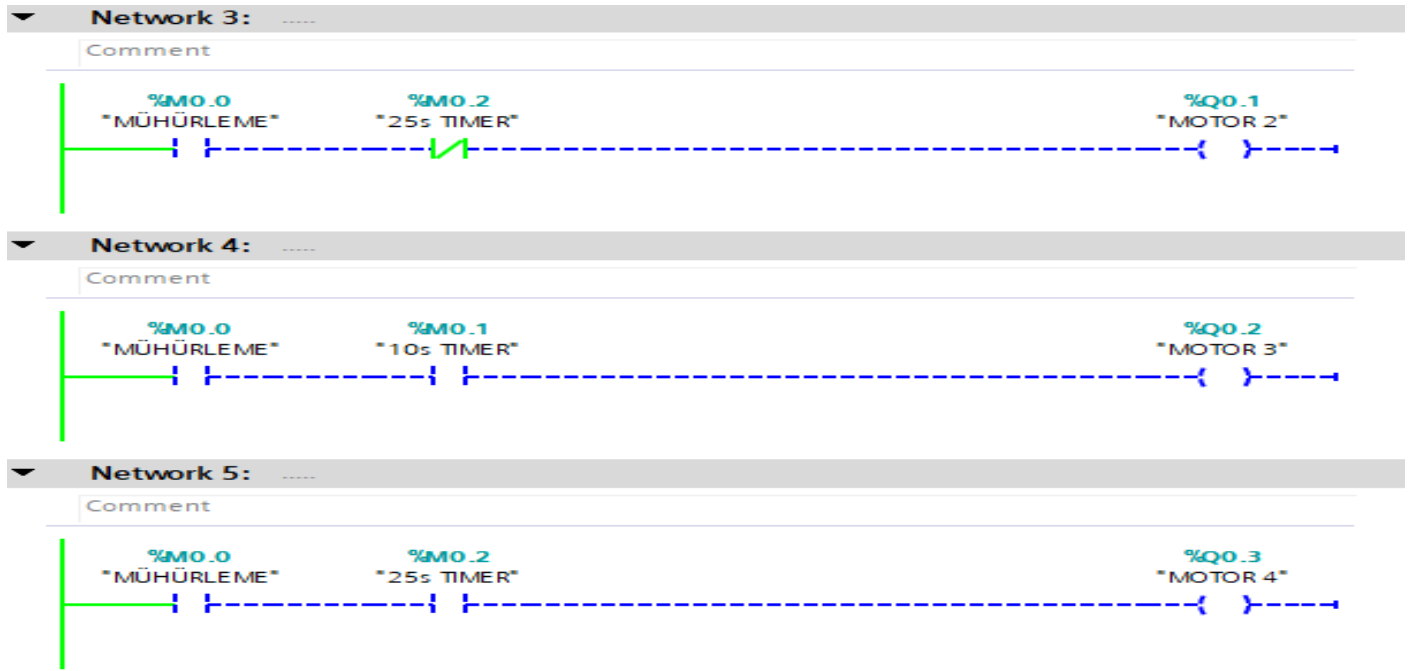 Network 3: .....
Comment
%M0.0 %M0.2 %Q0.1
"MÜHÜRLEME" "25s TIMER" "MOTOR 2"
Network 4: .....
Comment
%M0.0 %M0.1 %Q0.2
"MÜHÜRLEME" "10s TIMER" "MOTOR 3"
Network 5: .....
Comment
%M0.0 %M0.2 %Q0.3
"MÜHÜRLEME" "25s TIMER" "MOTOR 4"